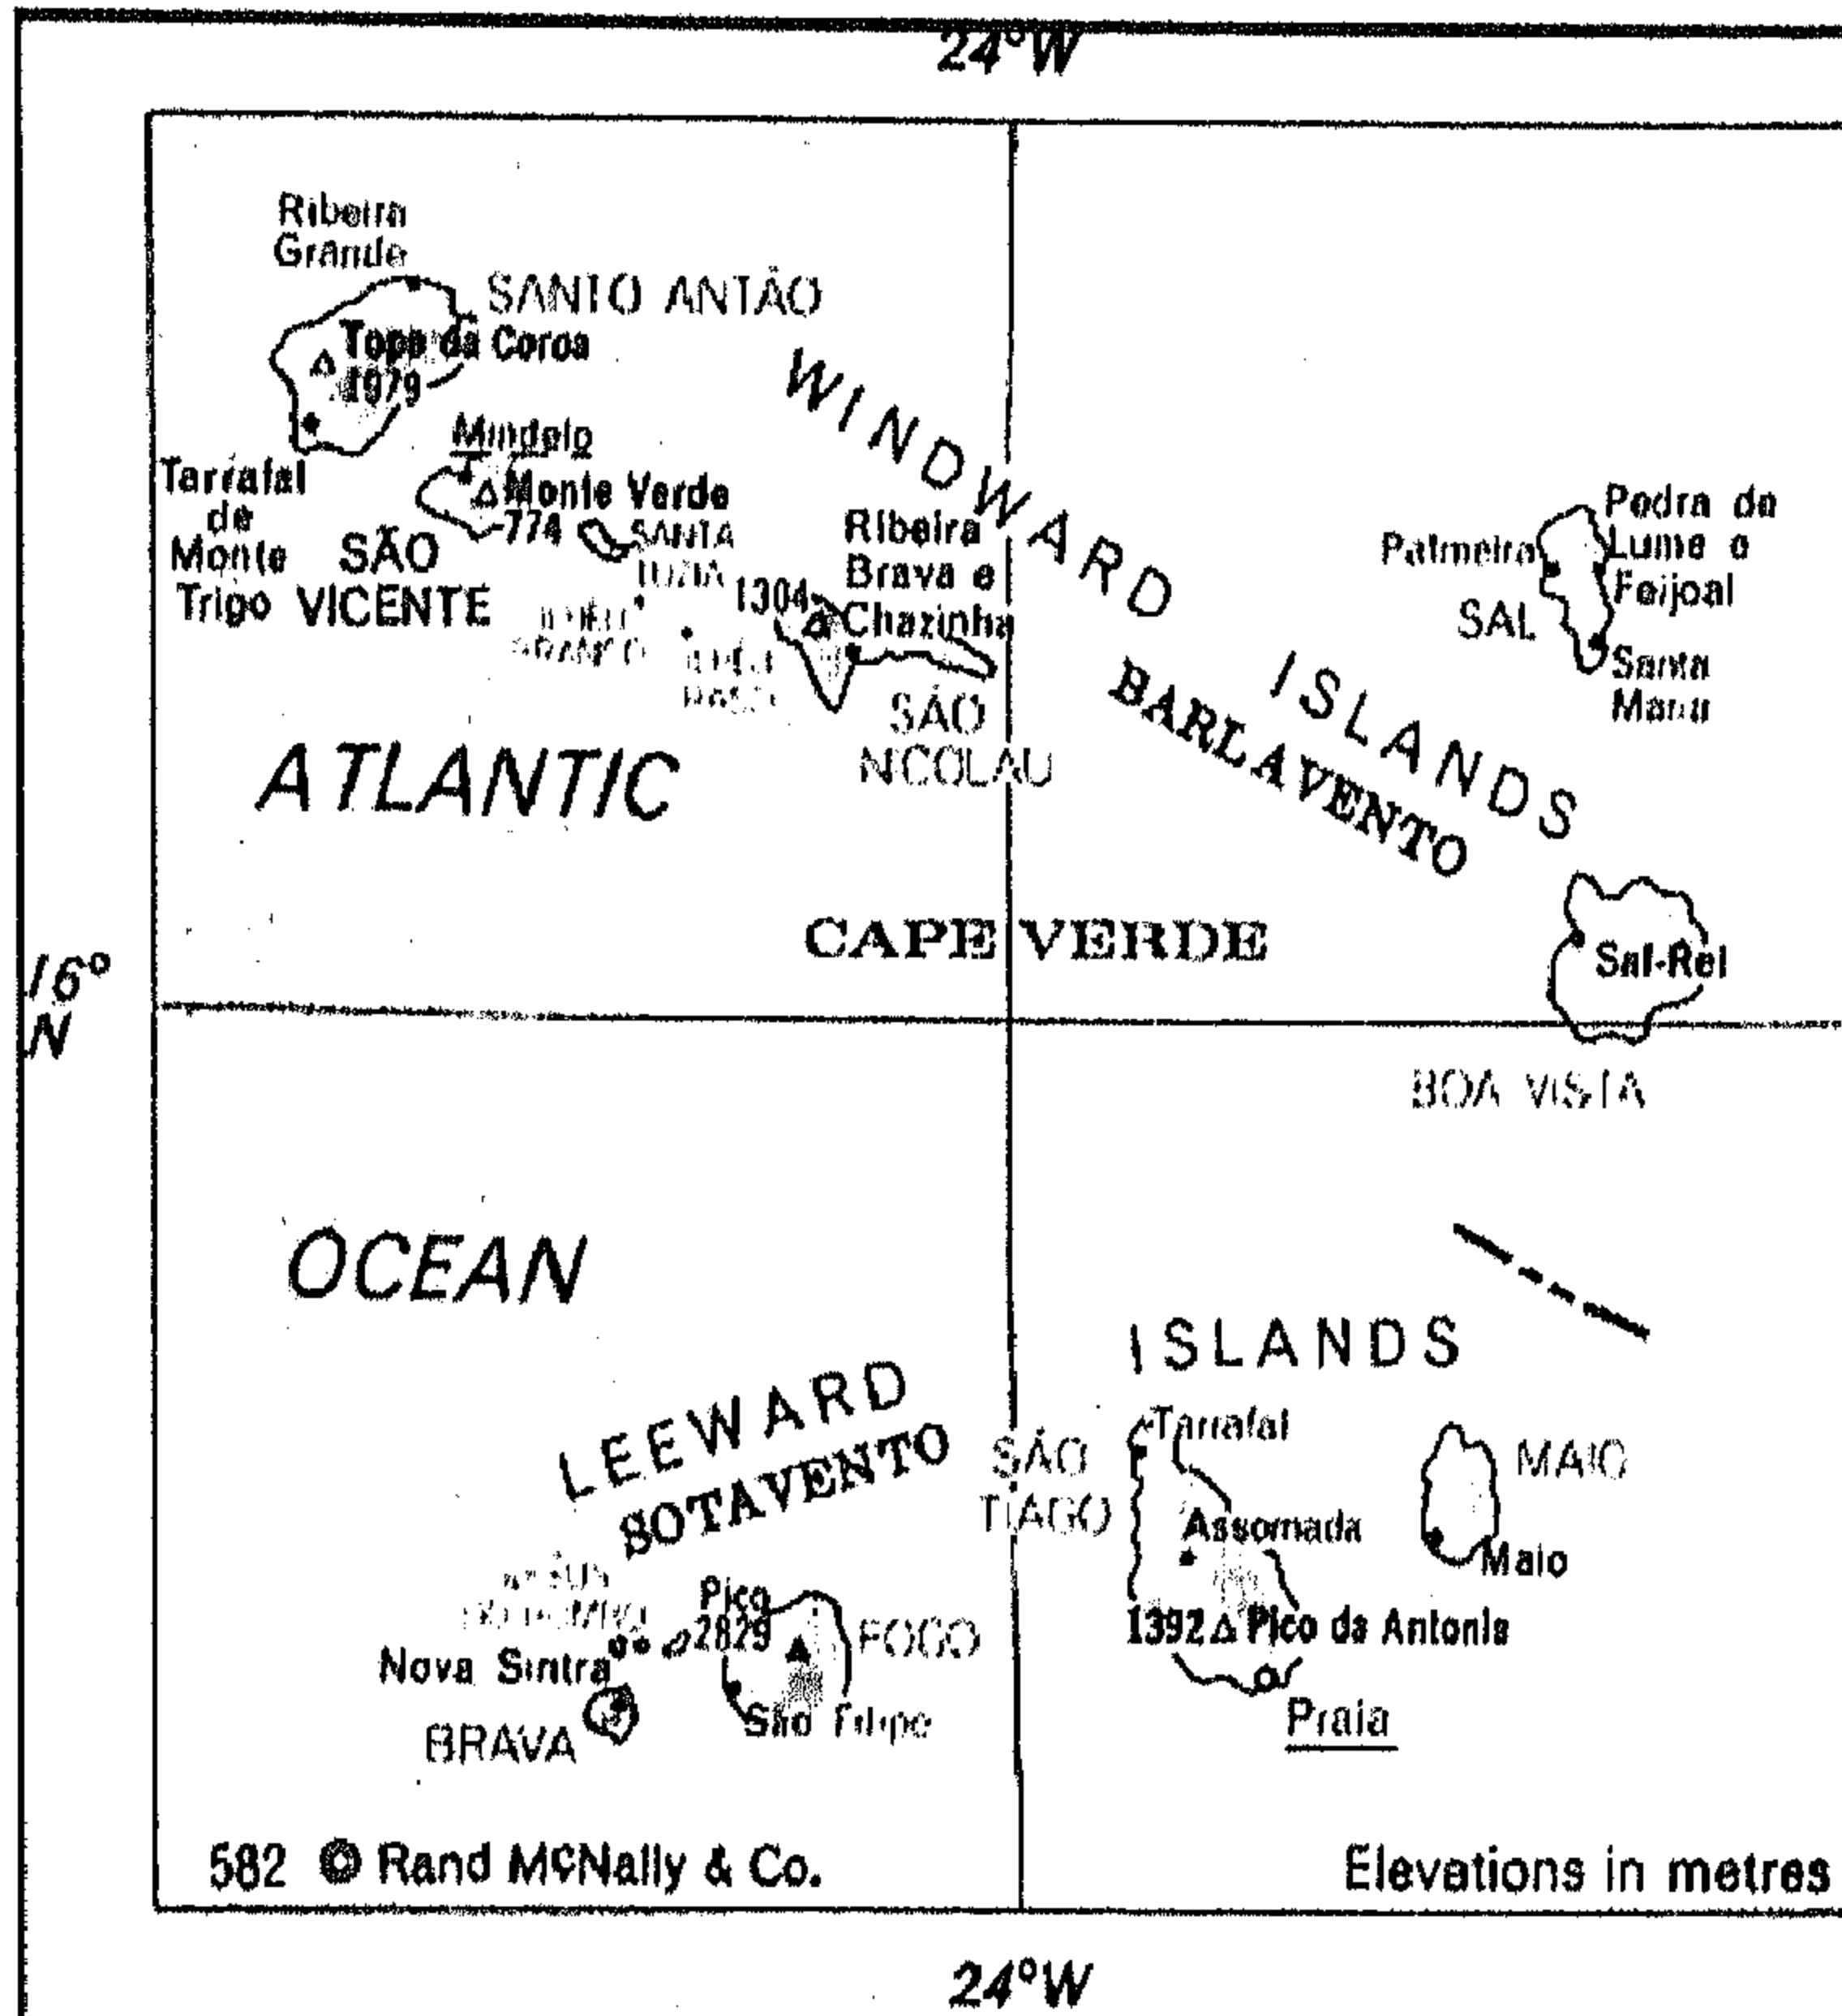 24°W
Ribeira
Grande
SANTO ANTÃO
Topo da Coroa
1979
WINDWARD
Mindelo
Tarrafal
de
Monte
Trigo
Monte Verde
774
SÃO
VICENTE
SANTA
LUZIA
Ribeira
Brava e
Chazinha
1304
Palmeira
Pedra de
Lume e
Feijoal
SAL
Santa
Maria
SÃO
NCOLAU
ISLANDS
BARLAVENTO
ATLANTIC
CAPE VERDE
Sal-Rei
16°
N
BOA VISTA
OCEAN
ISLANDS
LEEWARD
SOTAVENTO
SÃO
TIAGO
Tarrafal
MAIO
Assomada
Maio
Pico
2829
FOGO
1392 Pico da Antonia
Nova Sintra
BRAVA
São Filipe
Praia
582 © Rand McNally & Co.
Elevations in metres
24°W